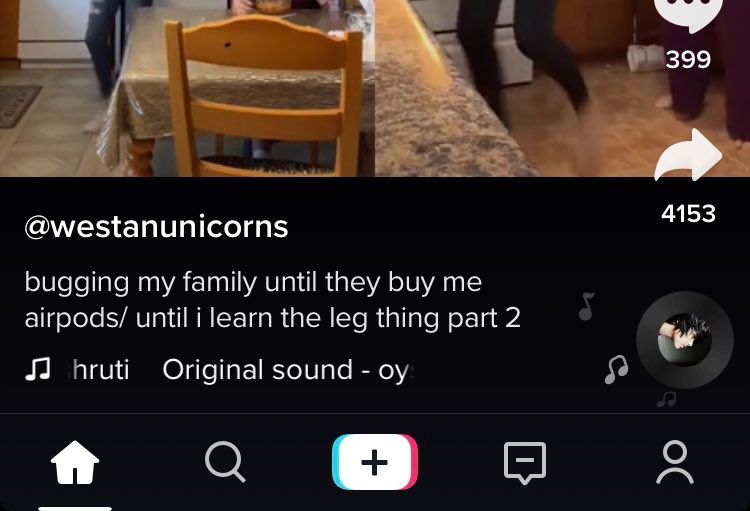 399
4153
@westanunicorns
bugging my family until they buy me
airpods/ until i learn the leg thing part 2
hruti Original sound - oy